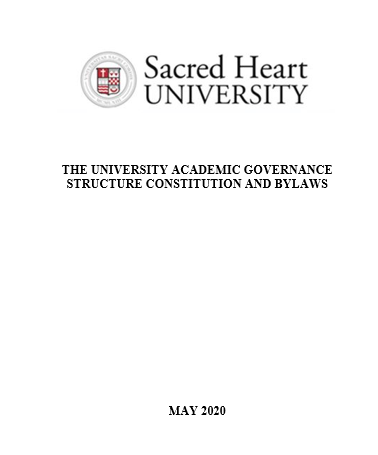 Sacred Heart
UNIVERSITY
THE UNIVERSITY ACADEMIC GOVERNANCE
STRUCTURE CONSTITUTION AND BYLAWS
MAY 2020